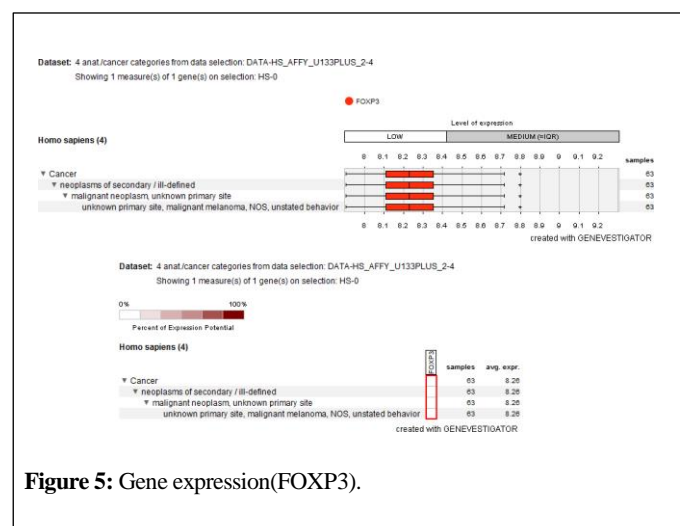 Dataset: 4 anat./cancer categories from data selection: DATA-HS_AFFY_U133PLUS_2-4
Showing 1 measure(s) of 1 gene(s) on selection: HS-0
FOXP3
Level of expression
Homo sapiens (4) LOW MEDIUM (=IQR)
8 8.1 8.2 8.3 8.4 8.5 8.6 8.7 8.8 8.9 9 9.1 9.2 samples
▼ Cancer 63
▼ neoplasms of secondary / ill-defined 63
▼ malignant neoplasm, unknown primary site 63
unknown primary site, malignant melanoma, NOS, unstated behavior 63
8 8.1 8.2 8.3 8.4 8.5 8.6 8.7 8.8 8.9 9 9.1 9.2
created with GENEVESTIGATOR
Dataset: 4 anat./cancer categories from data selection: DATA-HS_AFFY_U133PLUS_2-4
Showing 1 measure(s) of 1 gene(s) on selection: HS-0
0% 100%
Percent of Expression Potential
Homo sapiens (4) FOXP3 samples avg. expr.
▼ Cancer 63 8.26
▼ neoplasms of secondary / ill-defined 63 8.26
▼ malignant neoplasm, unknown primary site 63 8.26
unknown primary site, malignant melanoma, NOS, unstated behavior 63 8.26
created with GENEVESTIGATOR
Figure 5: Gene expression(FOXP3).